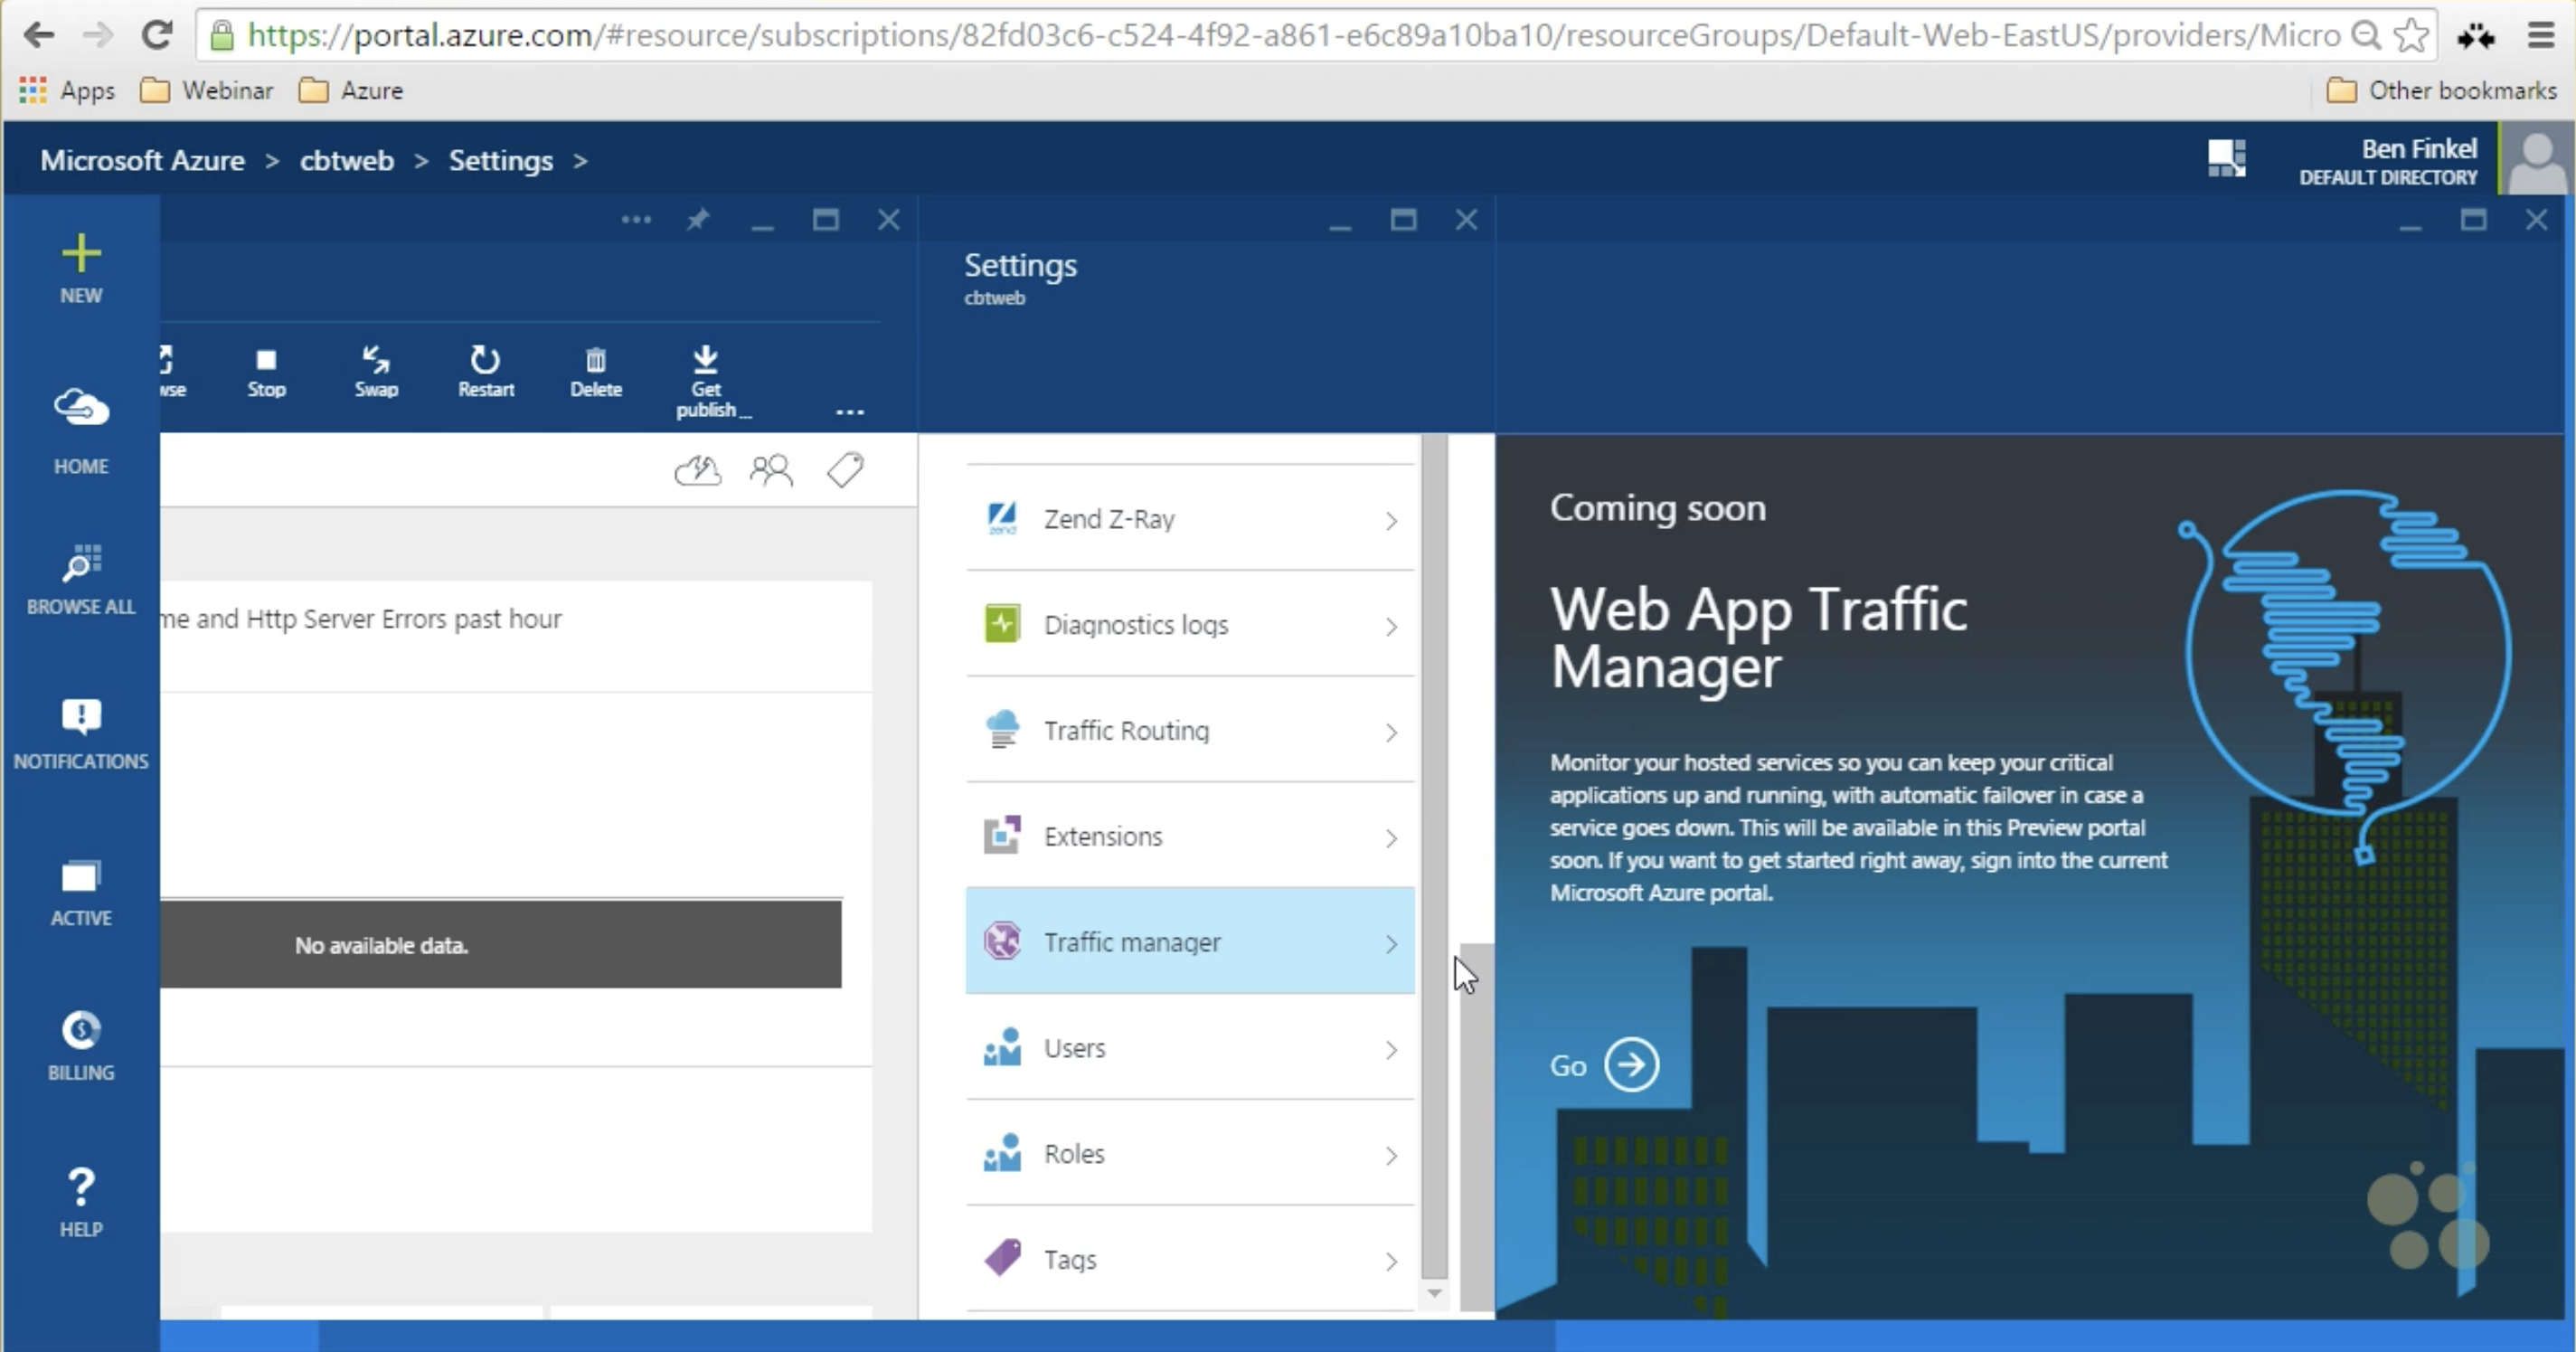 https://portal.azure.com/#resource/subscriptions/82fd03c6-c524-4f92-a861-e6c89a10ba10/resourceGroups/Default-Web-EastUS/providers/Micro
Apps
Webinar
Azure
Other bookmarks
Microsoft Azure > cbtweb > Settings >
Ben Finkel
DEFAULT DIRECTORY
NEW
HOME
BROWSE ALL
NOTIFICATIONS
ACTIVE
BILLING
HELP
wse
Stop
Swap
Restart
Delete
Get
publish ...
me and Http Server Errors past hour
No available data.
Settings
cbtweb
zend
Zend Z-Ray
Diagnostics logs
Traffic Routing
Extensions
Traffic manager
Users
Roles
Tags
Coming soon
Web App Traffic
Manager
Monitor your hosted services so you can keep your critical
applications up and running, with automatic failover in case a
service goes down. This will be available in this Preview portal
soon. If you want to get started right away, sign into the current
Microsoft Azure portal.
Go